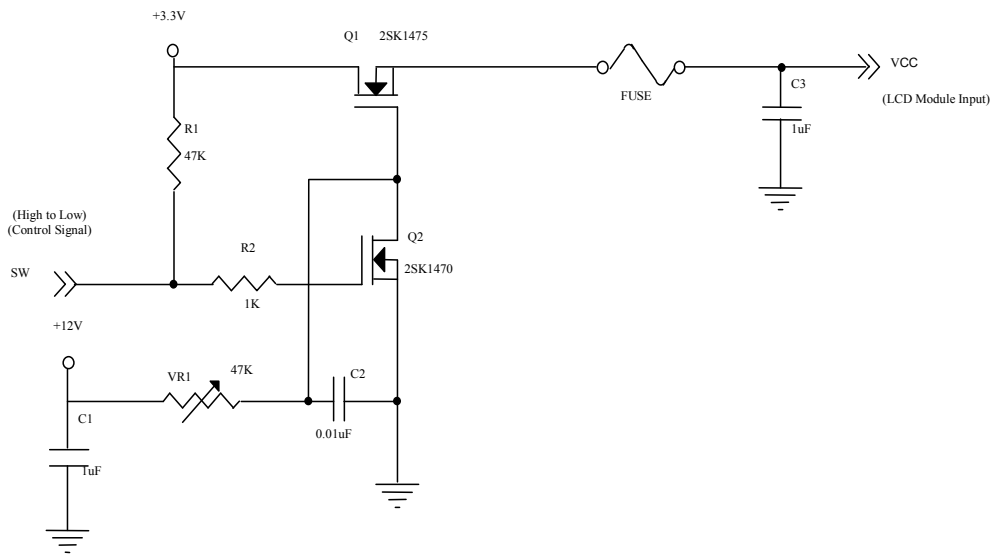 +3.3V
Q1 2SK1475
VCC
FUSE
C3
(LCD Module Input)
1uF
R1
47K
(High to Low)
(Control Signal)
SW
R2
1K
Q2
2SK1470
+12V
VR1
47K
C2
0.01uF
C1
1uF